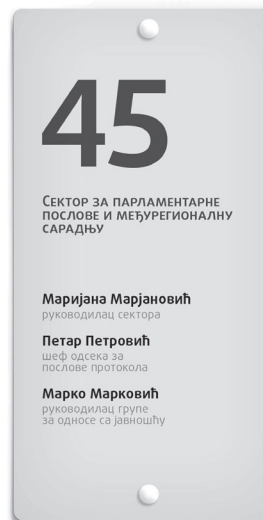 45
Сектор за парламентарне
послове и међурегионалну
сарадњу
Маријана Марјановић
руководилац сектора
Петар Петровић
шеф одсека за
послове протокола
Марко Марковић
руководилац групе
за односе са јавношћу